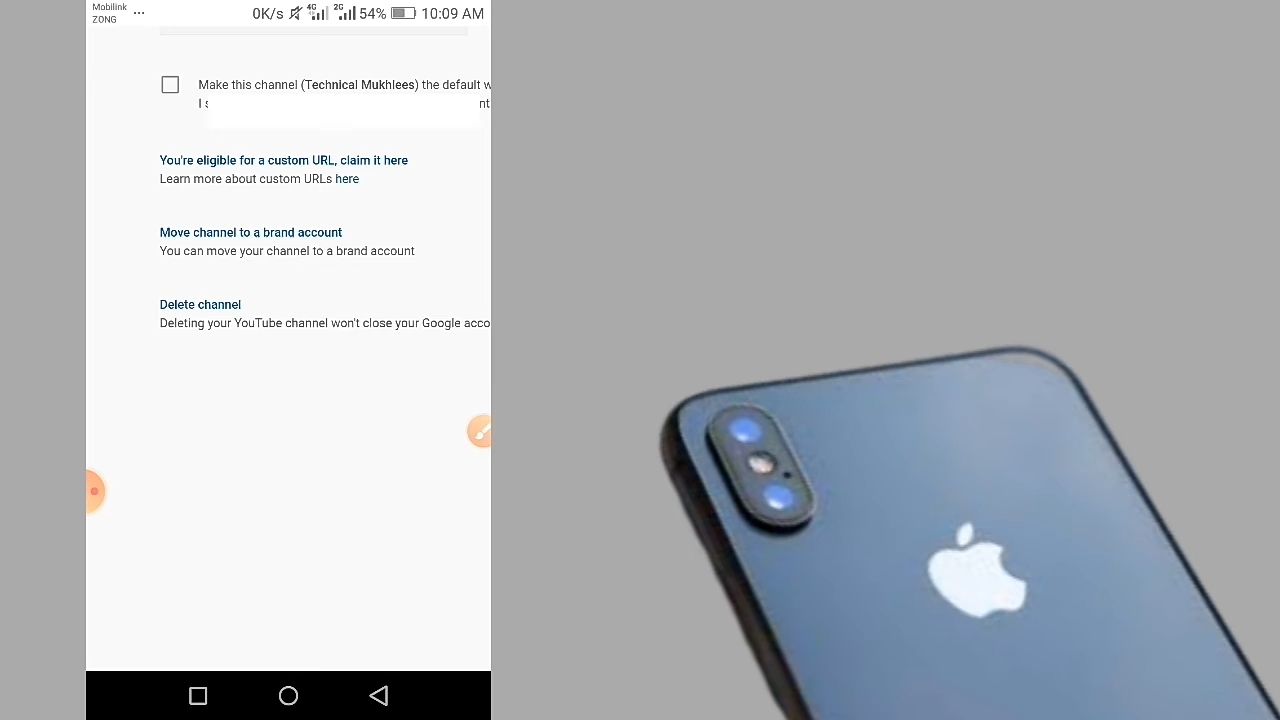 Mobilink
ZONG
0K/s 4G 2G 54% 10:09 AM
Make this channel (Technical Mukhlees) the default w
I s nt
You're eligible for a custom URL, claim it here
Learn more about custom URLs here
Move channel to a brand account
You can move your channel to a brand account
Delete channel
Deleting your YouTube channel won't close your Google acco